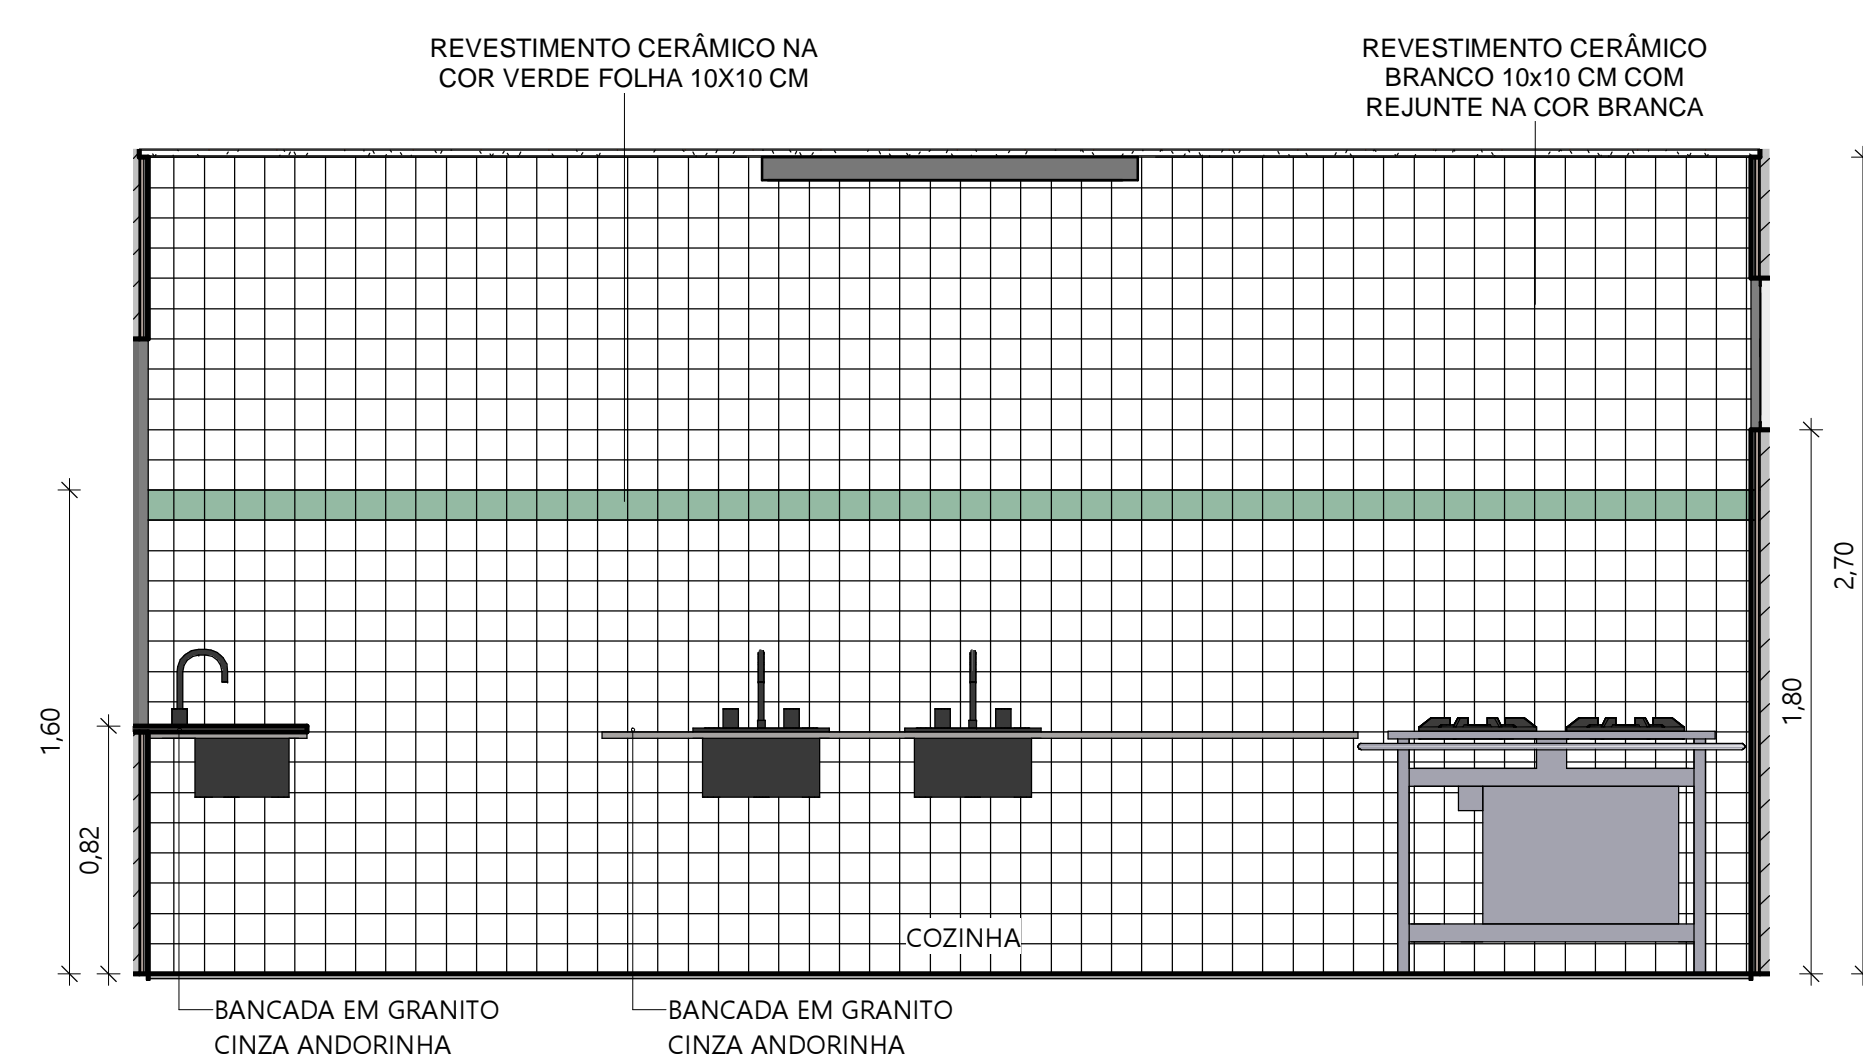 REVESTIMENTO CERÂMICO NA
COR VERDE FOLHA 10X10 CM
REVESTIMENTO CERÂMICO
BRANCO 10x10 CM COM
REJUNTE NA COR BRANCA
1,60
0,82
1,80
2,70
COZINHA
BANCADA EM GRANITO
CINZA ANDORINHA
BANCADA EM GRANITO
CINZA ANDORINHA